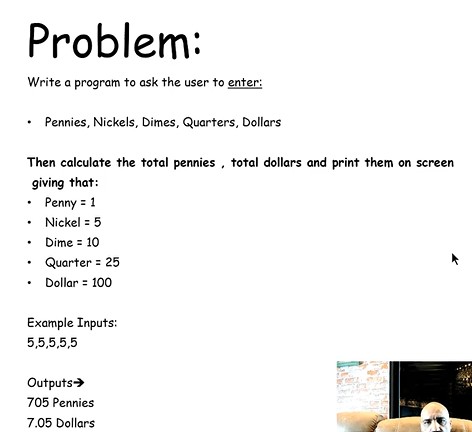 Problem:
Write a program to ask the user to enter:
• Pennies, Nickels, Dimes, Quarters, Dollars
Then calculate the total pennies , total dollars and print them on screen
giving that:
• Penny = 1
• Nickel = 5
• Dime = 10
• Quarter = 25
• Dollar = 100
Example Inputs:
5,5,5,5,5
Outputs➔
705 Pennies
7.05 Dollars